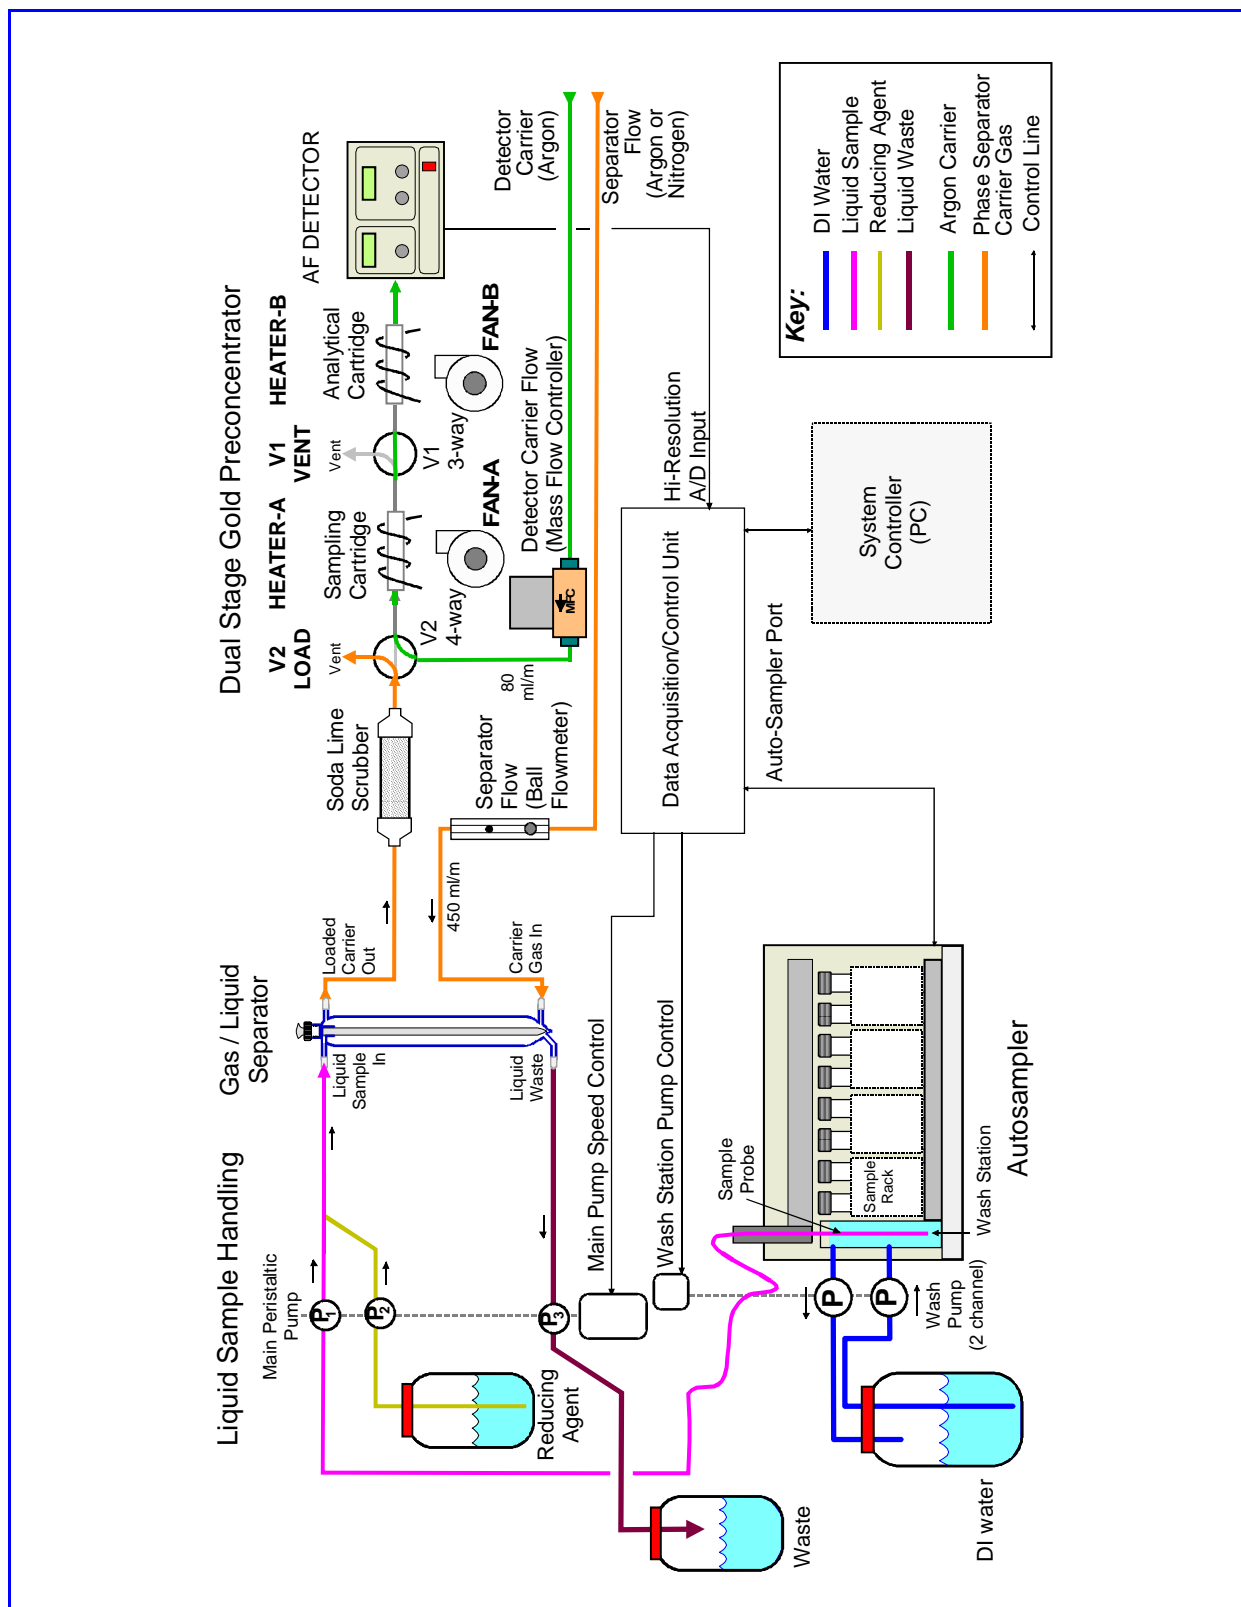 Liquid Sample Handling
Gas / Liquid
Separator
Dual Stage Gold Preconcentrator
Main Peristaltic
Pump
P1
P2
P3
Reducing
Agent
Waste
Liquid
Sample
In
Loaded
Carrier
Out
Liquid
Waste
Carrier
Gas In
450 ml/m
Separator
Flow
(Ball
Flowmeter)
Soda Lime
Scrubber
V2
LOAD
Vent
V2
4-way
80
ml/m
HEATER-A
Sampling
Cartridge
FAN-A
V1
VENT
Vent
V1
3-way
HEATER-B
Analytical
Cartridge
FAN-B
AF DETECTOR
Detector Carrier Flow
(Mass Flow Controller)
MFC
Detector
Carrier
(Argon)
Separator
Flow
(Argon or
Nitrogen)
Main Pump Speed Control
Wash Station Pump Control
Data Acquisition/Control Unit
Hi-Resolution
A/D Input
Auto-Sampler Port
System
Controller
(PC)
Sample
Probe
Sample
Rack
Wash Station
Autosampler
P
P
Wash
Pump
(2 channel)
DI water
Key:
DI Water
Liquid Sample
Reducing Agent
Liquid Waste
Argon Carrier
Phase Separator
Carrier Gas
Control Line